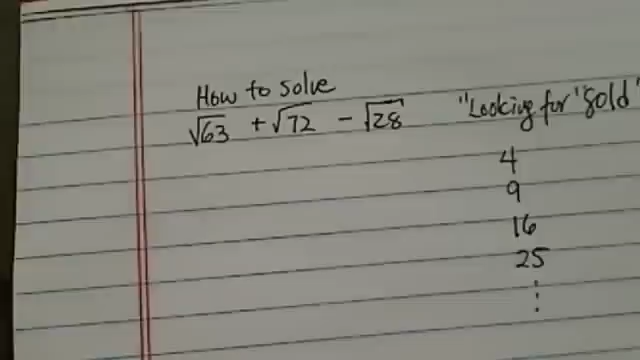 How to solve
√63 + √72 - √28
"Looking for "gold"
4
9
16
25
⋮